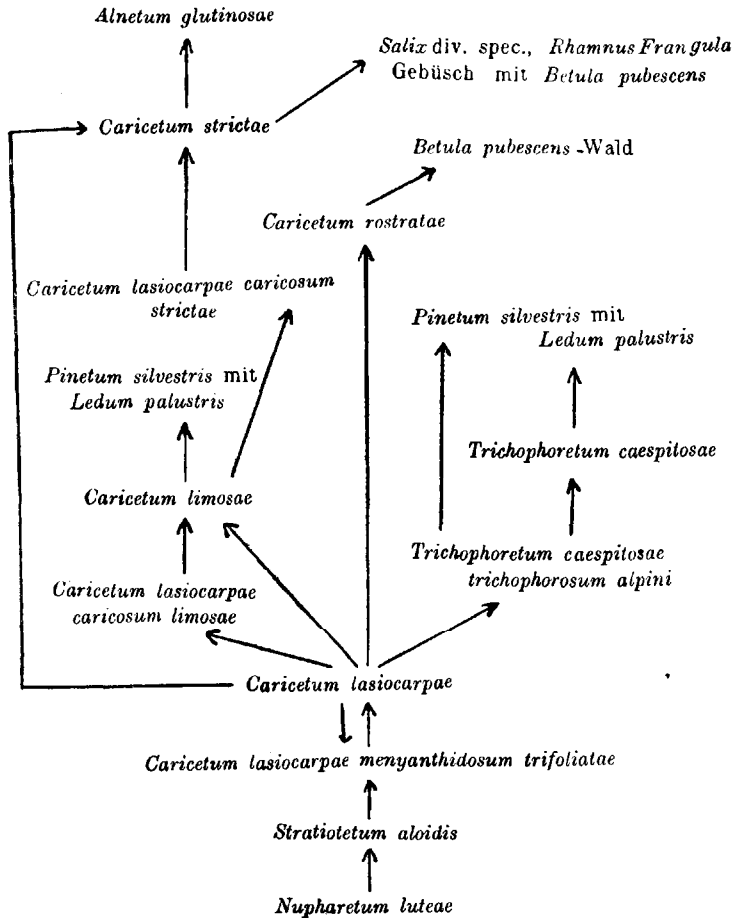 Alnetum glutinosae
Salix div. spec., Rhamnus Frangula
Gebüsch mit Betula pubescens
Caricetum strictae
Betula pubescens -Wald
Caricetum rostratae
Caricetum lasiocarpae caricosum
strictae
Pinetum silvestris mit
Ledum palustris
Pinetum silvestris mit
Ledum palustris
Trichophoretum caespitosae
Caricetum limosae
Trichophoretum caespitosae
trichophorosum alpini
Caricetum lasiocarpae
caricosum limosae
Caricetum lasiocarpae
Caricetum lasiocarpae menyanthidosum trifoliatae
Stratiotetum aloidis
Nupharetum luteae